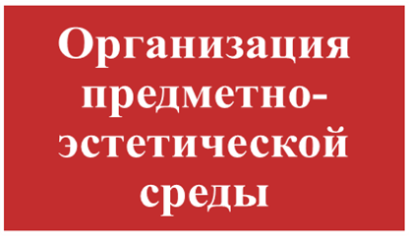 Организация
предметно-
эстетической
среды